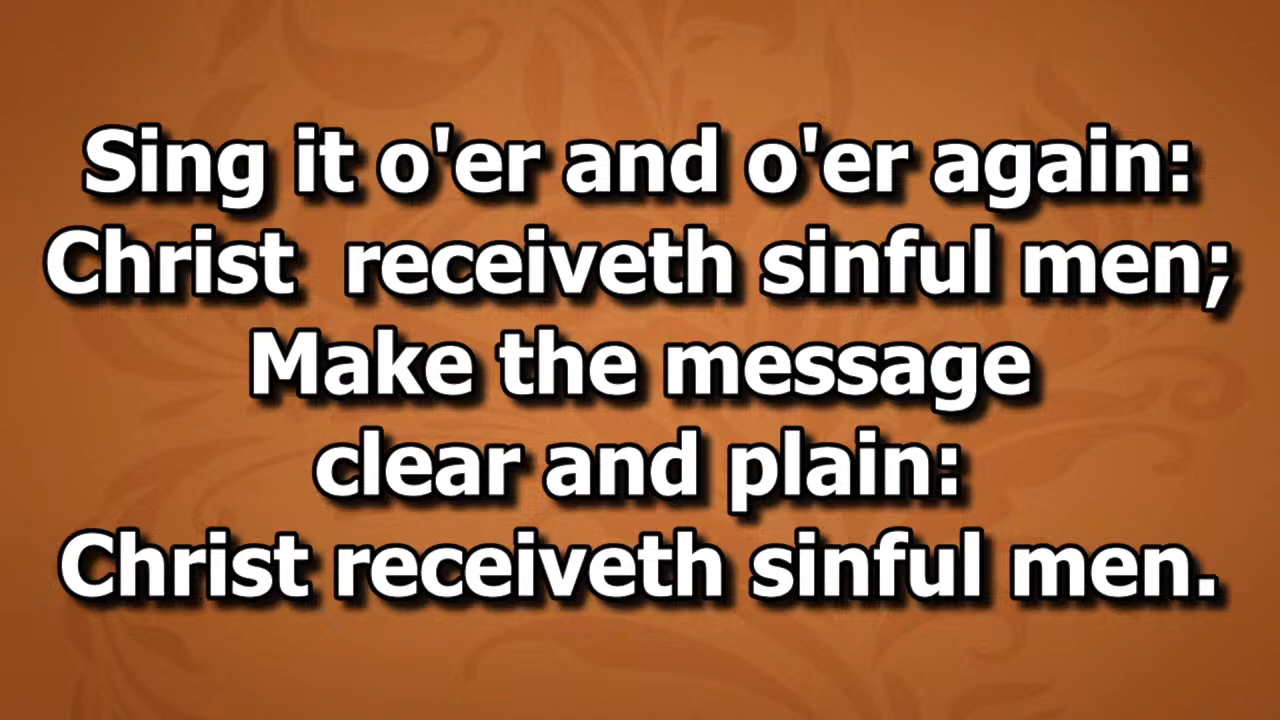 Sing it o'er and o'er again:
Christ  receiveth sinful men;
Make the message
clear and plain:
Christ receiveth sinful men.